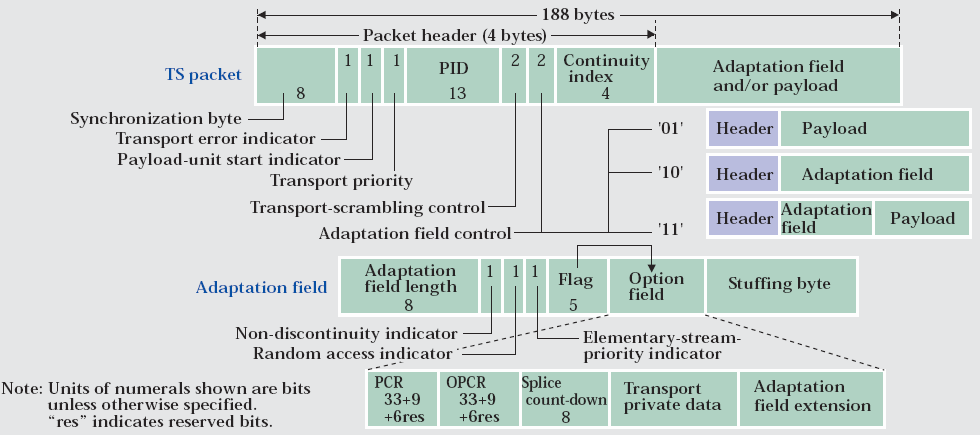 188 bytes
Packet header (4 bytes)
TS packet
8
1
1
1
PID
13
2
2
Continuity
index
4
Adaptation field
and/or payload
Synchronization byte
Transport error indicator
Payload-unit start indicator
Transport priority
Transport-scrambling control
Adaptation field control
'01'
Header
Payload
'10'
Header
Adaptation field
'11'
Header
Adaptation
field
Payload
Adaptation field
Adaptation
field length
8
1
1
1
Flag
5
Option
field
Stuffing byte
Non-discontinuity indicator
Random access indicator
Elementary-stream-
priority indicator
PCR
33+9
+6res
OPCR
33+9
+6res
Splice
count-down
8
Transport
private data
Adaptation
field extension
Note: Units of numerals shown are bits
unless otherwise specified.
“res” indicates reserved bits.